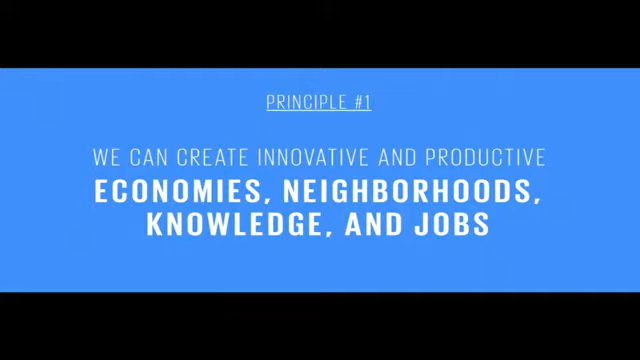 PRINCIPLE #1
WE CAN CREATE INNOVATIVE AND PRODUCTIVE
ECONOMIES, NEIGHBORHOODS,
KNOWLEDGE, AND JOBS